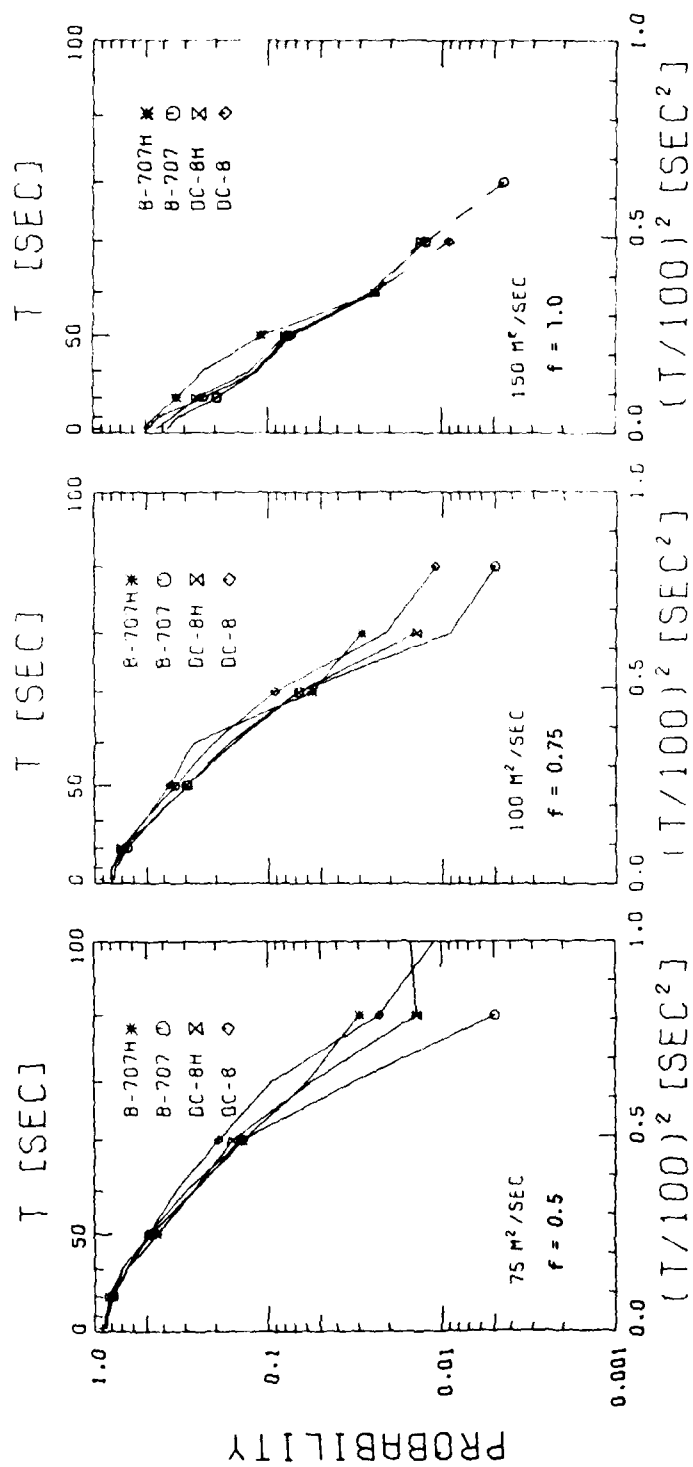 PROBABILITY
1.0
0.1
0.01
0.001
T [SEC]
0 50 100
B-707H
B-707
DC-8H
DC-8
75 M²/SEC
f = 0.5
0.0 0.5 1.0
(T/100)² [SEC²]
T [SEC]
0 50 100
B-707H
B-707
DC-8H
DC-8
100 M²/SEC
f = 0.75
0.0 0.5 1.0
(T/100)² [SEC²]
T [SEC]
0 50 100
B-707H
B-707
DC-8H
DC-8
150 M²/SEC
f = 1.0
0.0 0.5 1.0
(T/100)² [SEC²]